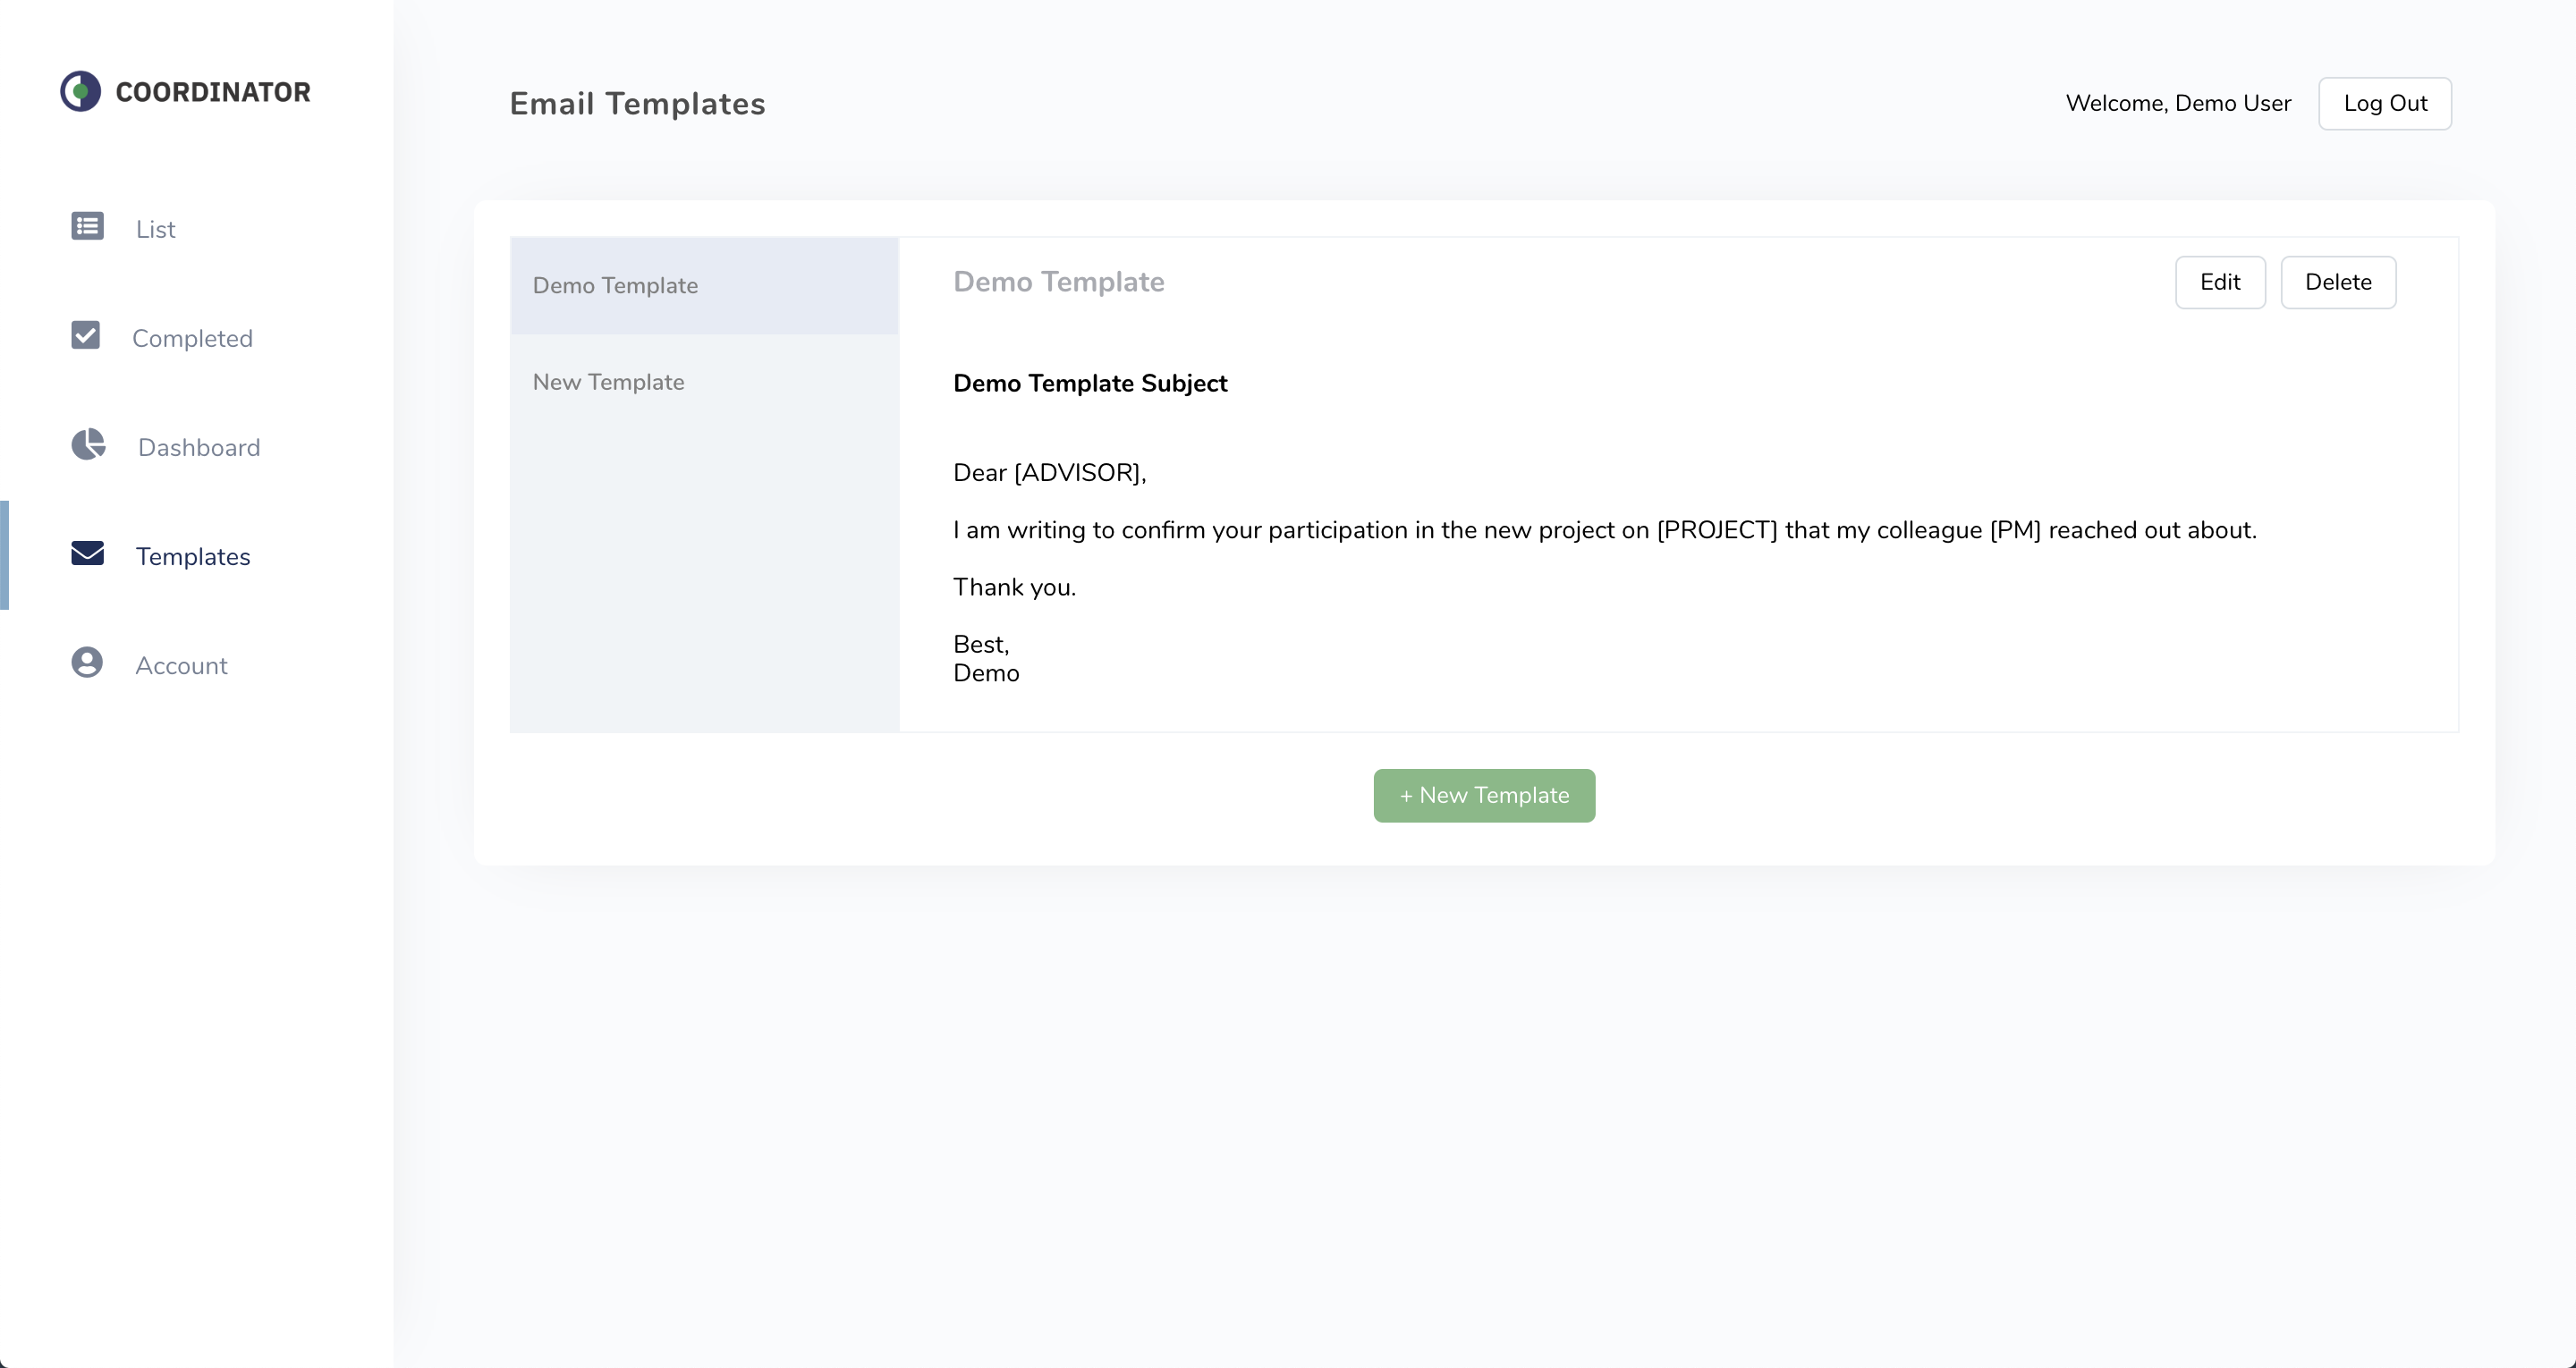 COORDINATOR
List
Completed
Dashboard
Templates
Account
Email Templates
Welcome, Demo User
Log Out
Demo Template
New Template
Demo Template
Edit
Delete
Demo Template Subject
Dear [ADVISOR],
I am writing to confirm your participation in the new project on [PROJECT] that my colleague [PM] reached out about.
Thank you.
Best,
Demo
+ New Template